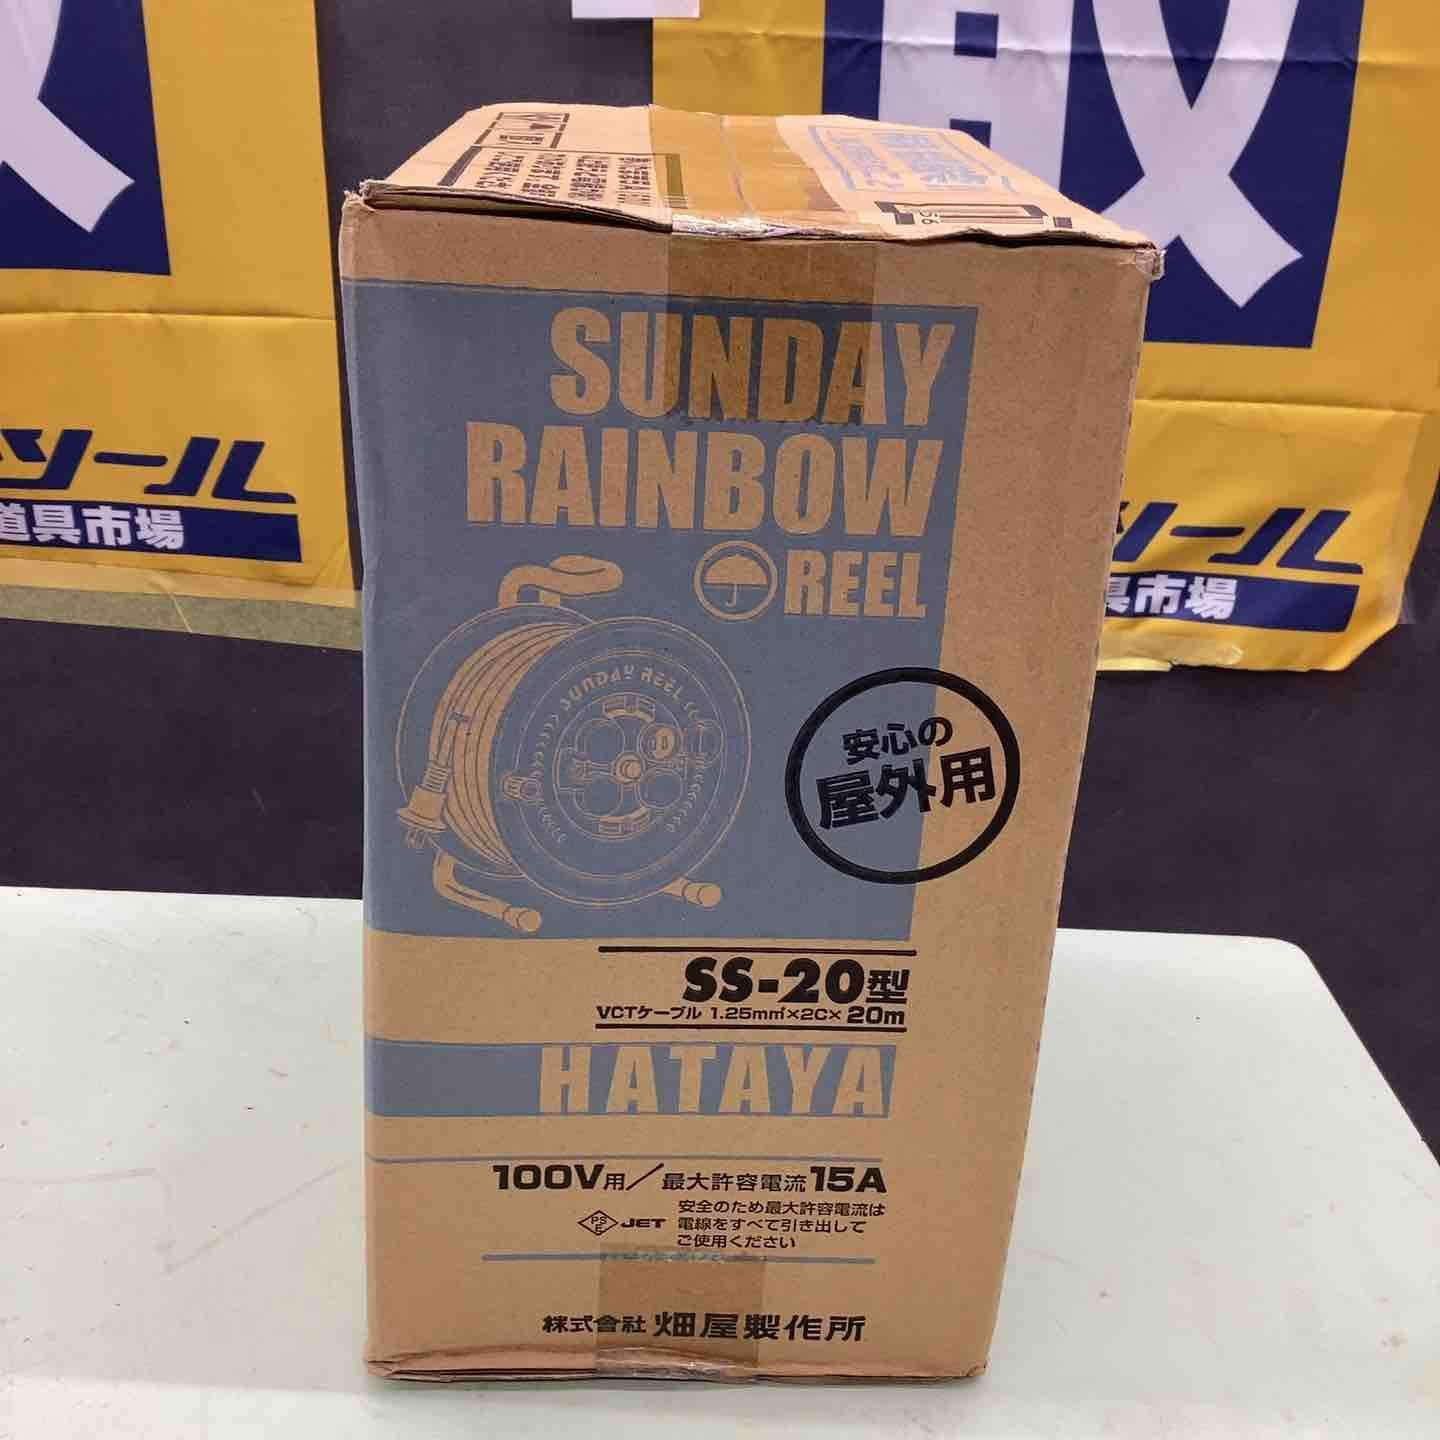 SUNDAY
RAINBOW
REEL
SUNDAY REEL
安心の
屋外用
SS-20型
VCTケーブル 1.25mm²×2C×20m
HATAYA
100V用/最大許容電流15A
PS
E
JET
安全のため最大許容電流は
電線をすべて引き出して
ご使用ください
株式会社 畑屋製作所
ツール
道具市場
ツール
具市場